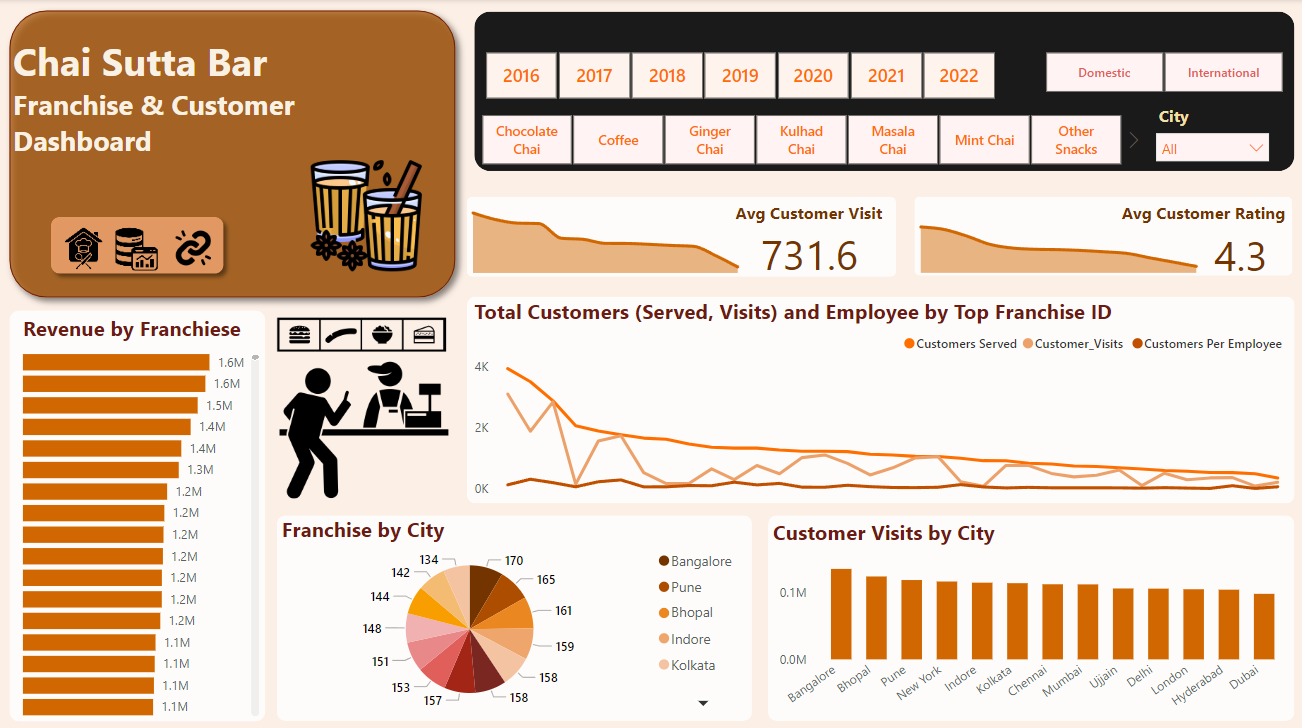 Chai Sutta Bar
Franchise & Customer
Dashboard
2016
2017
2018
2019
2020
2021
2022
Domestic
International
Chocolate
Chai
Coffee
Ginger
Chai
Kulhad
Chai
Masala
Chai
Mint Chai
Other
Snacks
City
All
Avg Customer Visit
731.6
Avg Customer Rating
4.3
Revenue by Franchiese
1.6M
1.6M
1.5M
1.4M
1.4M
1.3M
1.2M
1.2M
1.2M
1.2M
1.2M
1.2M
1.2M
1.1M
1.1M
1.1M
1.1M
Total Customers (Served, Visits) and Employee by Top Franchise ID
Customers Served
Customer_Visits
Customers Per Employee
4K
2K
0K
Franchise by City
170
165
161
159
158
158
157
153
151
148
144
142
134
Bangalore
Pune
Bhopal
Indore
Kolkata
Customer Visits by City
0.1M
0.0M
Bangalore
Bhopal
Pune
New York
Indore
Kolkata
Chennai
Mumbai
Ujjain
Delhi
London
Hyderabad
Dubai